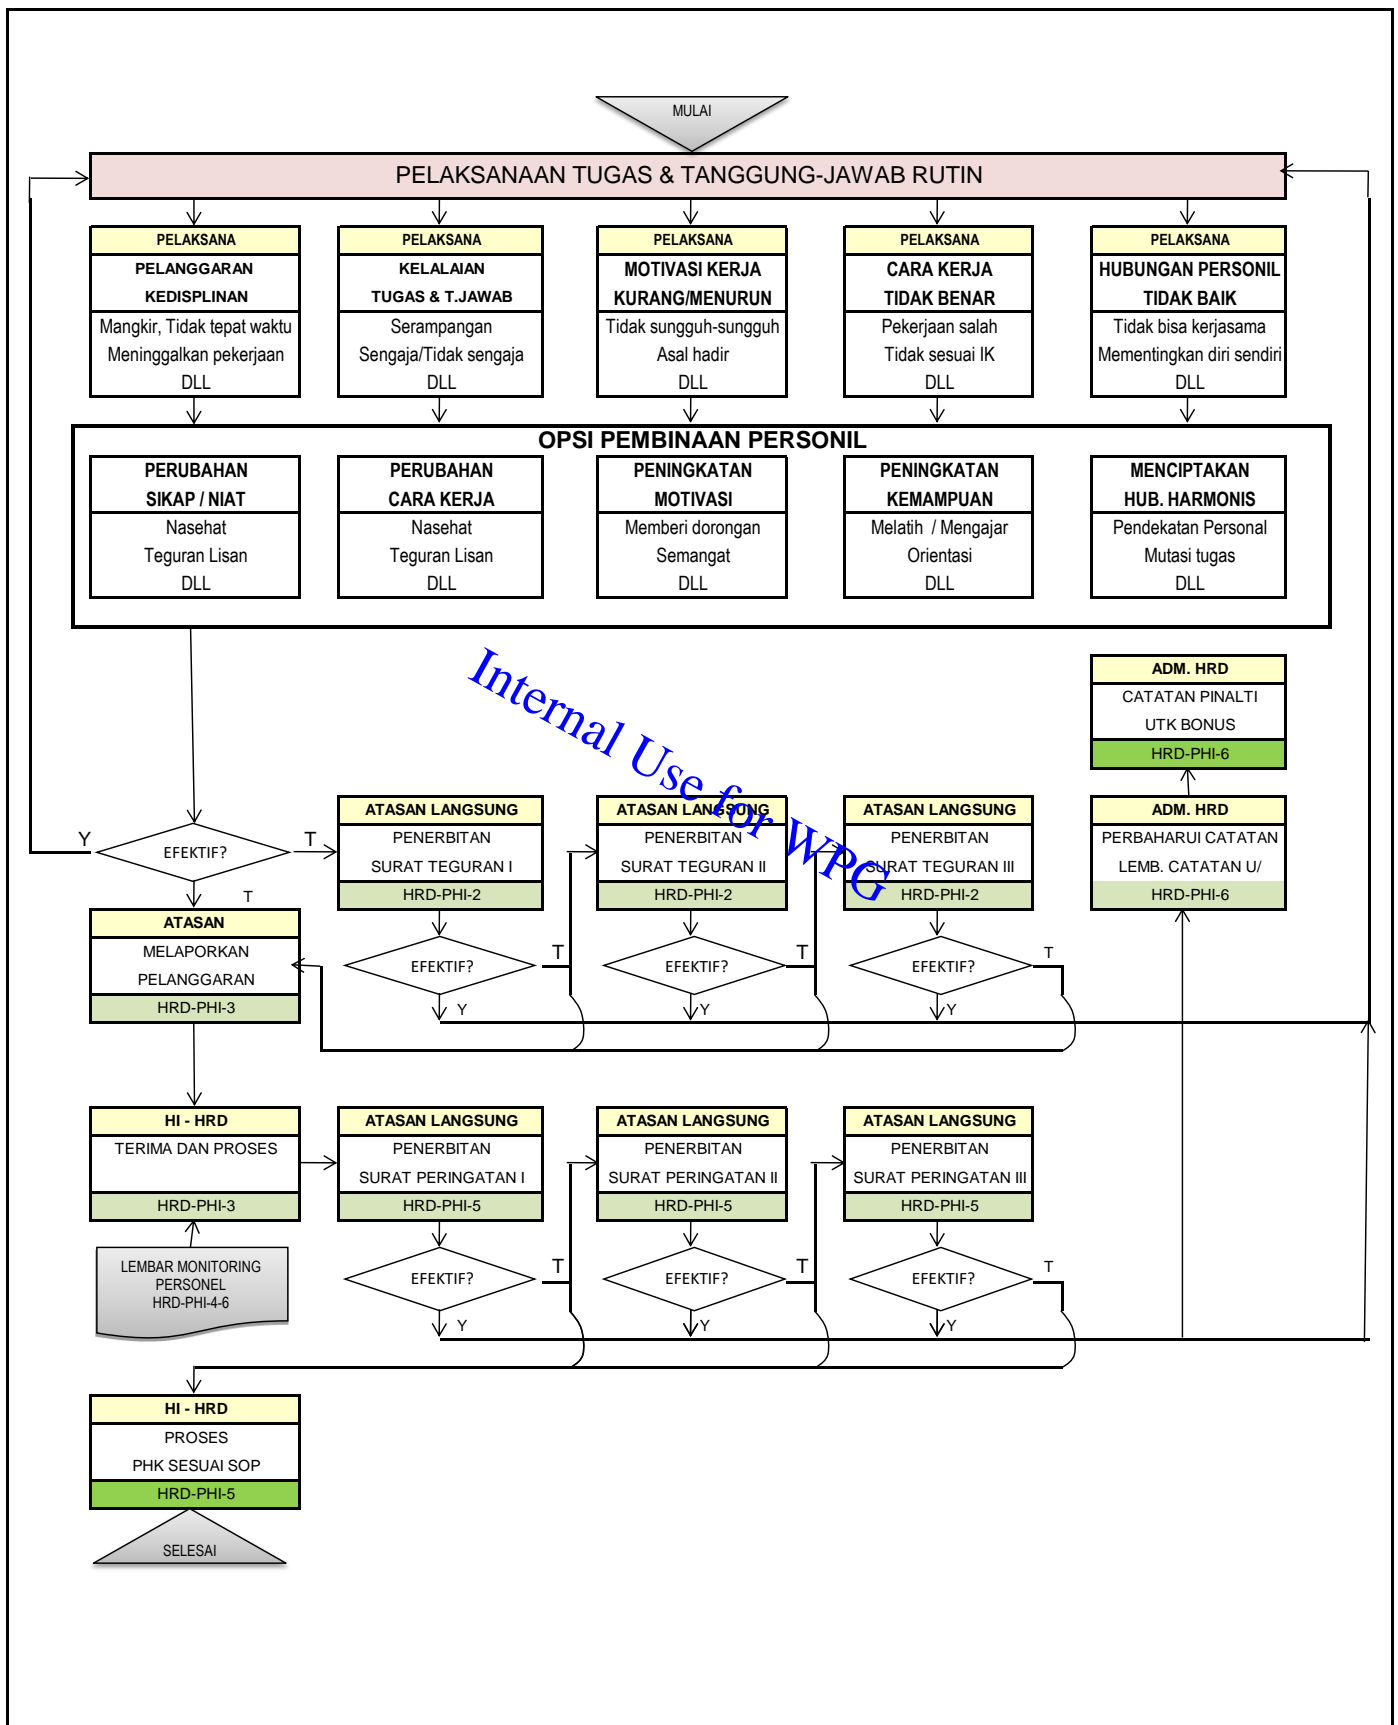 MULAI
PELAKSANAAN TUGAS & TANGGUNG-JAWAB RUTIN
PELAKSANA
PELANGGARAN
KEDISPLINAN
Mangkir, Tidak tepat waktu
Meninggalkan pekerjaan
DLL
PELAKSANA
KELALAIAN
TUGAS & T.JAWAB
Serampangan
Sengaja/Tidak sengaja
DLL
PELAKSANA
MOTIVASI KERJA
KURANG/MENURUN
Tidak sungguh-sungguh
Asal hadir
DLL
PELAKSANA
CARA KERJA
TIDAK BENAR
Pekerjaan salah
Tidak sesuai IK
DLL
PELAKSANA
HUBUNGAN PERSONIL
TIDAK BAIK
Tidak bisa kerjasama
Mementingkan diri sendiri
DLL
OPSI PEMBINAAN PERSONIL
PERUBAHAN
SIKAP / NIAT
Nasehat
Teguran Lisan
DLL
PERUBAHAN
CARA KERJA
Nasehat
Teguran Lisan
DLL
PENINGKATAN
MOTIVASI
Memberi dorongan
Semangat
DLL
PENINGKATAN
KEMAMPUAN
Melatih / Mengajar
Orientasi
DLL
MENCIPTAKAN
HUB. HARMONIS
Pendekatan Personal
Mutasi tugas
DLL
Internal Use for WPG
ADM. HRD
CATATAN PINALTI
UTK BONUS
HRD-PHI-6
Y
EFEKTIF?
T
T
ATASAN LANGSUNG
PENERBITAN
SURAT TEGURAN I
HRD-PHI-2
ATASAN LANGSUNG
PENERBITAN
SURAT TEGURAN II
HRD-PHI-2
ATASAN LANGSUNG
PENERBITAN
SURAT TEGURAN III
HRD-PHI-2
ADM. HRD
PERBAHARUI CATATAN
LEMB. CATATAN U/
HRD-PHI-6
ATASAN
MELAPORKAN
PELANGGARAN
HRD-PHI-3
EFEKTIF?
T
Y
EFEKTIF?
T
Y
EFEKTIF?
T
Y
HI - HRD
TERIMA DAN PROSES
HRD-PHI-3
ATASAN LANGSUNG
PENERBITAN
SURAT PERINGATAN I
HRD-PHI-5
ATASAN LANGSUNG
PENERBITAN
SURAT PERINGATAN II
HRD-PHI-5
ATASAN LANGSUNG
PENERBITAN
SURAT PERINGATAN III
HRD-PHI-5
LEMBAR MONITORING
PERSONEL
HRD-PHI-4-6
EFEKTIF?
T
Y
EFEKTIF?
T
Y
EFEKTIF?
T
Y
HI - HRD
PROSES
PHK SESUAI SOP
HRD-PHI-5
SELESAI